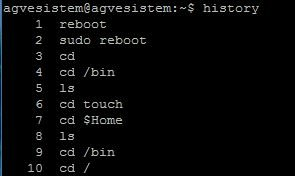 agvesistem@agvesistem:~$ history
1 reboot
2 sudo reboot
3 cd
4 cd /bin
5 ls
6 cd touch
7 cd $Home
8 ls
9 cd /bin
10 cd /